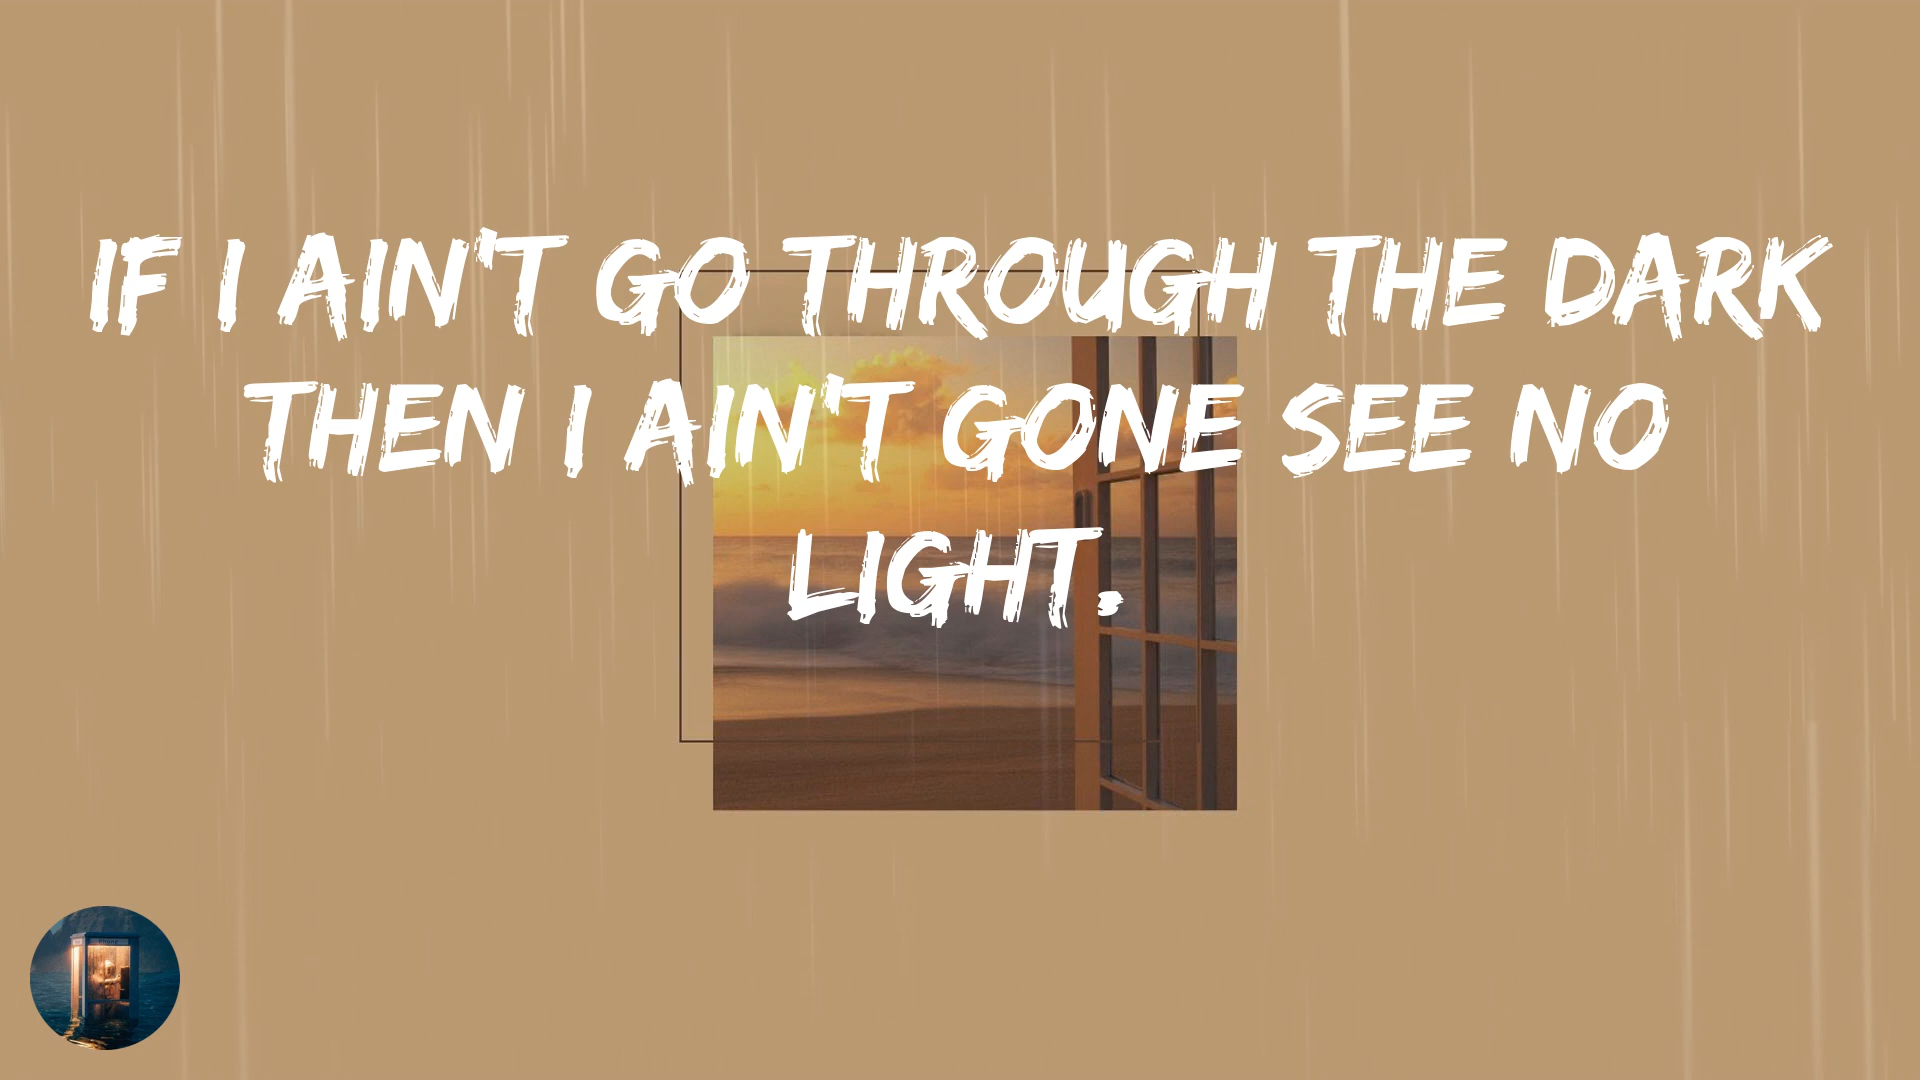 IF I AIN'T GO THROUGH THE DARK
THEN I AIN'T GONE SEE NO
LIGHT.